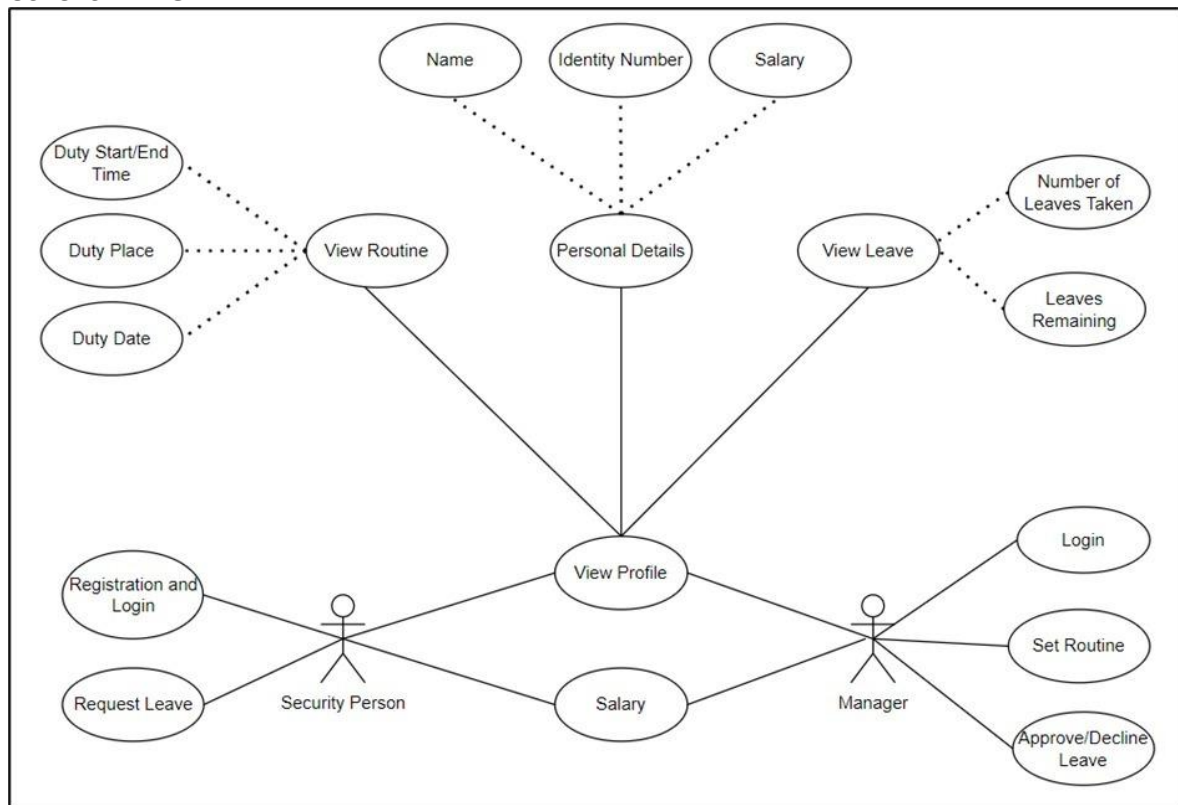 Name
Identity Number
Salary
Duty Start/End
Time
Number of
Leaves Taken
Duty Place
View Routine
Personal Details
View Leave
Leaves
Remaining
Duty Date
Login
Registration and
Login
View Profile
Set Routine
Request Leave
Security Person
Salary
Manager
Approve/Decline
Leave